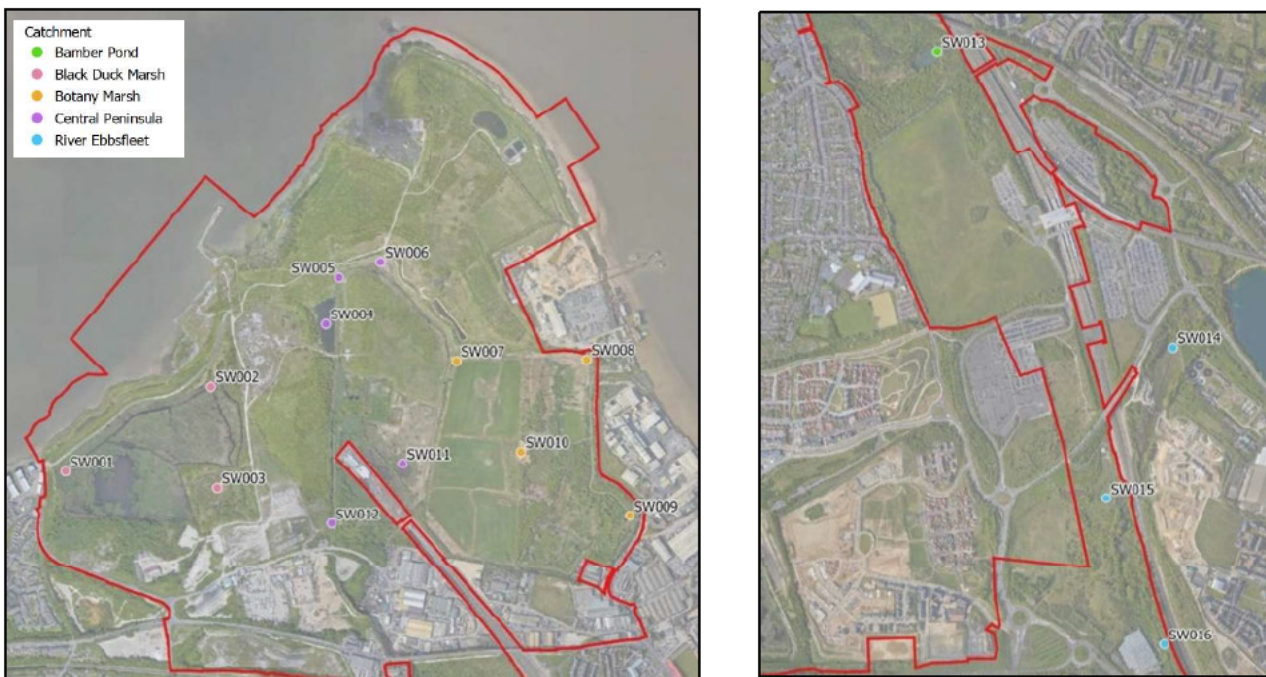 Catchment
Bamber Pond
Black Duck Marsh
Botany Marsh
Central Peninsula
River Ebbsfleet
SW006
SW005
SW004
SW007
SW008
SW002
SW010
SW011
SW001
SW003
SW009
SW012
SW013
SW014
SW015
SW016